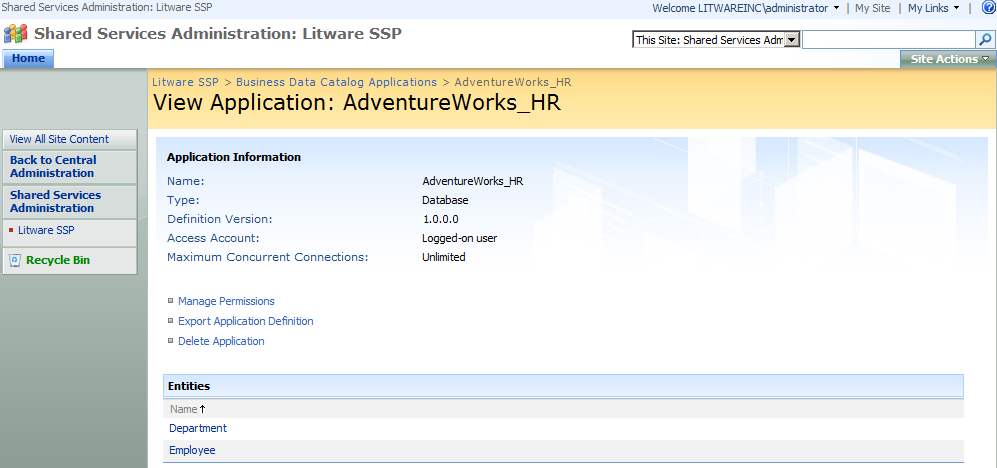 Shared Services Administration: Litware SSP
Welcome LITWAREINC\administrator | My Site | My Links |
Shared Services Administration: Litware SSP
This Site: Shared Services Adm
Home
Site Actions
Litware SSP > Business Data Catalog Applications > AdventureWorks_HR
View Application: AdventureWorks_HR
View All Site Content
Back to Central
Administration
Shared Services
Administration
Litware SSP
Recycle Bin
Application Information
Name: AdventureWorks_HR
Type: Database
Definition Version: 1.0.0.0
Access Account: Logged-on user
Maximum Concurrent Connections: Unlimited
Manage Permissions
Export Application Definition
Delete Application
Entities
Name
Department
Employee